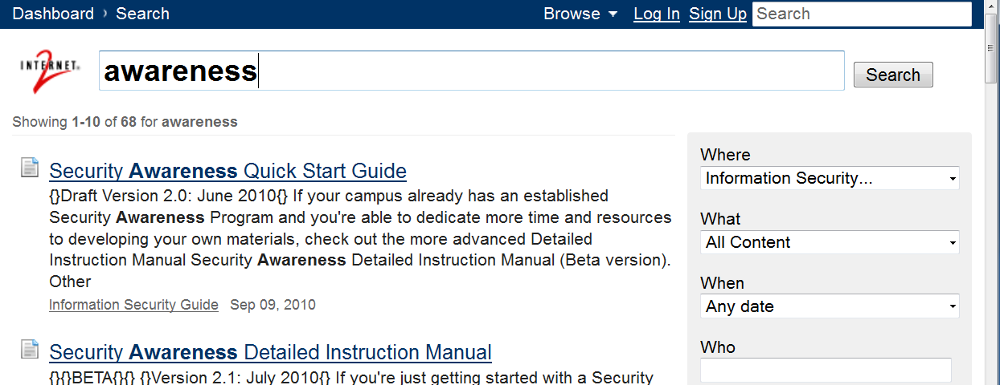 Dashboard › Search Browse Log In Sign Up Search
INTERNET2® awareness Search
Showing 1-10 of 68 for awareness
Security Awareness Quick Start Guide
{}Draft Version 2.0: June 2010{} If your campus already has an established
Security Awareness Program and you're able to dedicate more time and resources
to developing your own materials, check out the more advanced Detailed
Instruction Manual Security Awareness Detailed Instruction Manual (Beta version).
Other
Information Security Guide Sep 09, 2010
Security Awareness Detailed Instruction Manual
{}{}BETA{}{} {}Version 2.1: July 2010{} If you're just getting started with a Security
Where
Information Security...
What
All Content
When
Any date
Who